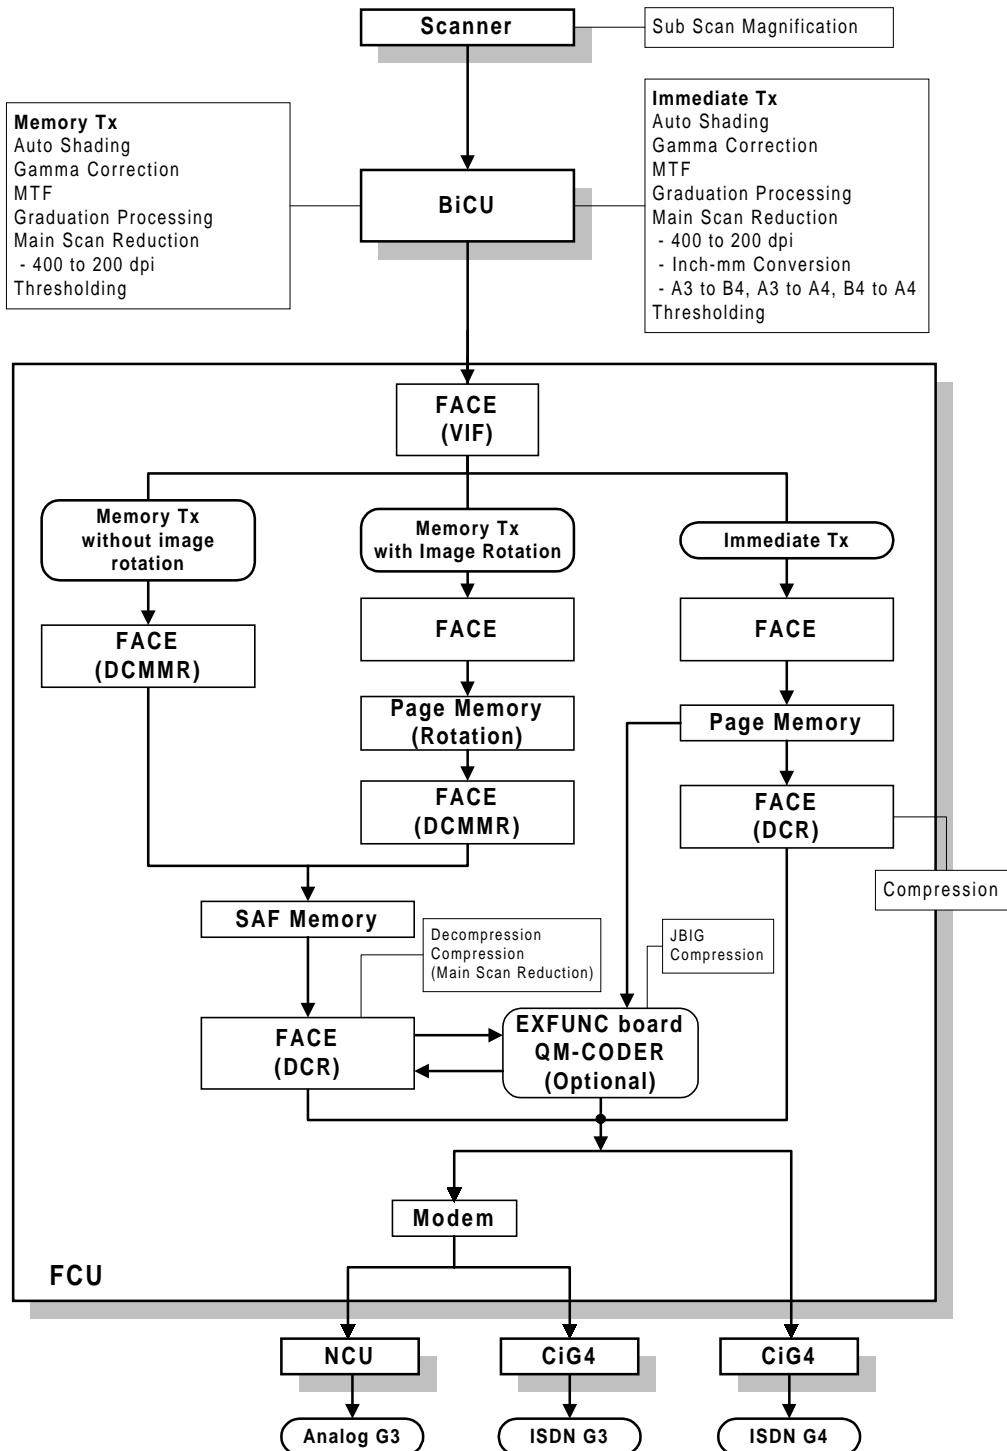 Scanner
Sub Scan Magnification
Memory Tx
Auto Shading
Gamma Correction
MTF
Graduation Processing
Main Scan Reduction
- 400 to 200 dpi
Thresholding
BiCU
Immediate Tx
Auto Shading
Gamma Correction
MTF
Graduation Processing
Main Scan Reduction
- 400 to 200 dpi
- Inch-mm Conversion
- A3 to B4, A3 to A4, B4 to A4
Thresholding
FACE
(VIF)
Memory Tx
without image
rotation
Memory Tx
with Image Rotation
Immediate Tx
FACE
(DCMMR)
FACE
FACE
Page Memory
(Rotation)
Page Memory
FACE
(DCMMR)
FACE
(DCR)
Compression
SAF Memory
Decompression
Compression
(Main Scan Reduction)
JBIG
Compression
FACE
(DCR)
EXFUNC board
QM-CODER
(Optional)
Modem
FCU
NCU
CiG4
CiG4
Analog G3
ISDN G3
ISDN G4